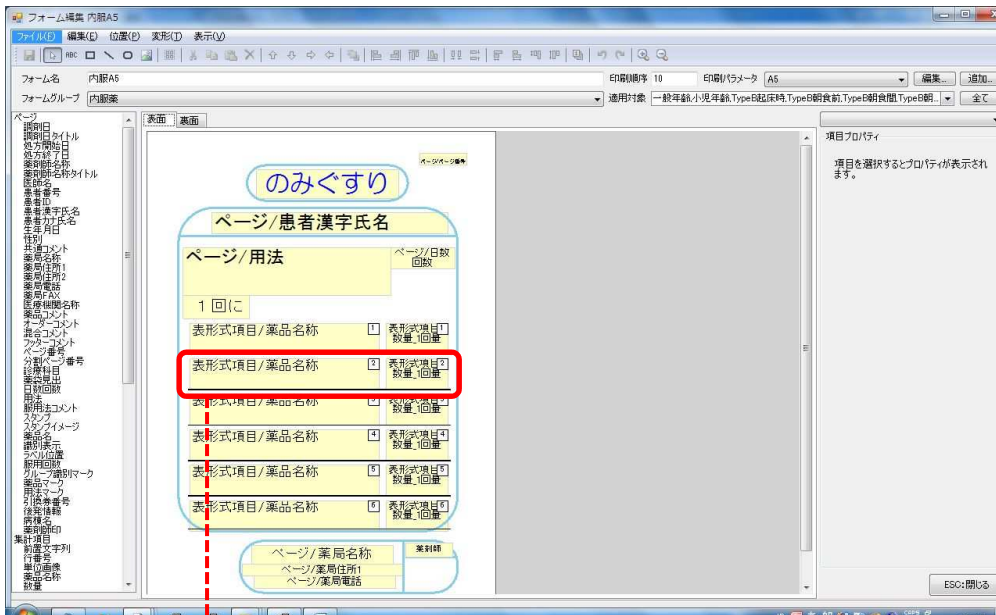 フォーム編集 内服A5
ファイル(F) 編集(E) 位置(P) 変形(T) 表示(V)
ABC
フォーム名 内服A5 印刷順序 10 印刷パラメータ A5 編集... 追加...
フォームグループ 内服薬 適用対象 一般年齢,小児年齢,TypeB起床時,TypeB朝食前,TypeB朝食間,TypeB朝... 全て
ページ
調剤日
調剤日タイトル
処方開始日
処方終了日
薬剤師名称
薬剤師名称タイトル
医師名
患者番号
患者ID
患者漢字氏名
患者カナ氏名
生年月日
性別
共通コメント
薬局名称
薬局住所1
薬局住所2
薬局電話
薬局FAX
医療機関名称
薬品コメント
オーダーコメント
混合コメント
フッターコメント
ページ番号
分割ページ番号
診療科目
薬袋見出
日数回数
用法
服用法コメント
スタンプ
スタンプイメージ
薬品名
識別表示
ラベル位置
服用回数
グループ識別マーク
薬品マーク
用法マーク
引換券番号
後発情報
病棟名
薬剤師印
集計項目
前置文字列
行番号
単位画像
薬品名称
数量
表面 裏面
ページ/ページ番号
のみぐすり
ページ/患者漢字氏名
ページ/用法
ページ/日数
回数
1回に
表形式項目/薬品名称 1 表形式項目1
数量_1回量
表形式項目/薬品名称 2 表形式項目2
数量_1回量
表形式項目/薬品名称 3 表形式項目3
数量_1回量
表形式項目/薬品名称 4 表形式項目4
数量_1回量
表形式項目/薬品名称 5 表形式項目5
数量_1回量
表形式項目/薬品名称 6 表形式項目6
数量_1回量
ページ/薬局名称 薬剤師
ページ/薬局住所1
ページ/薬局電話
項目プロパティ
項目を選択するとプロパティが表示され
ます。
ESC:閉じる